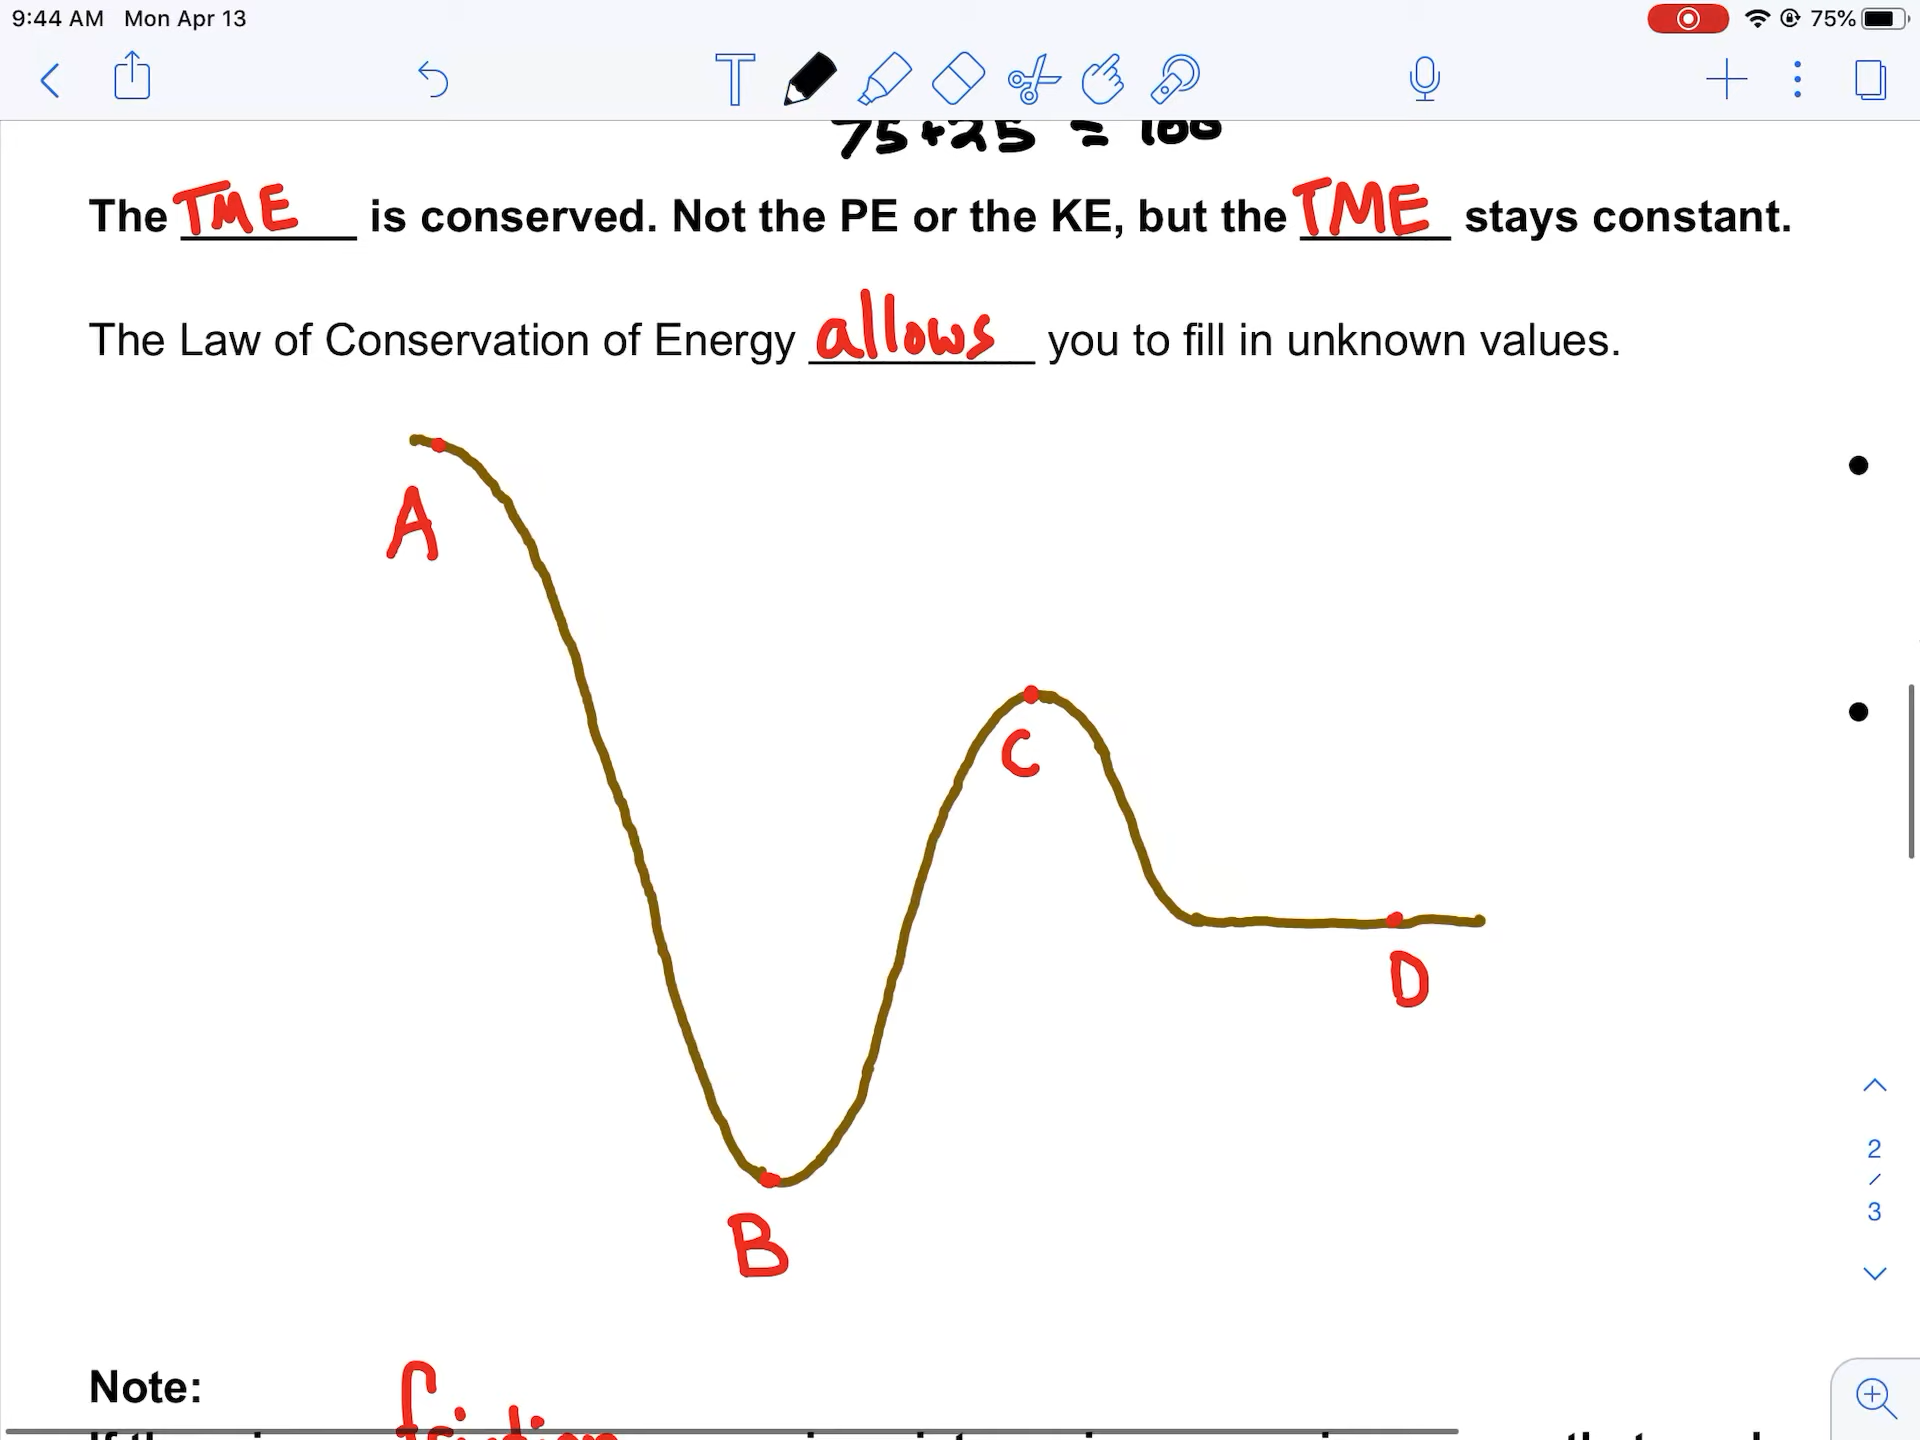 9:44 AM Mon Apr 13 75%
T
75+25 = 100
The TME is conserved. Not the PE or the KE, but the TME stays constant.
The Law of Conservation of Energy allows you to fill in unknown values.
A
C
D
B
2
/
3
Note:
friction